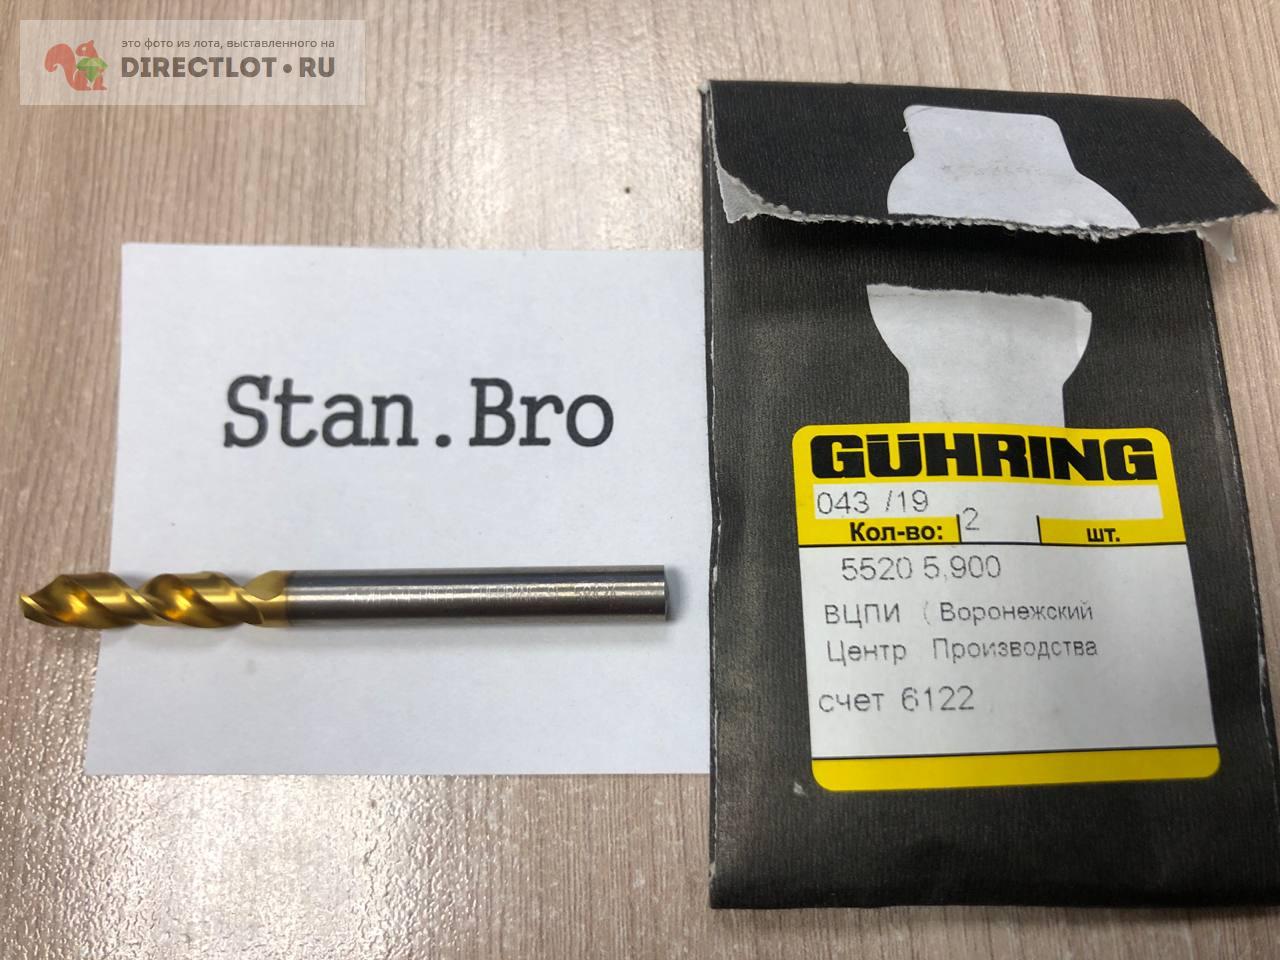 это фото из лота, выставленного на
DIRECTLOT.RU
Stan.Bro
GÜHRING
043 /19
Кол-во: 2 шт.
5520 5,900
ВЦПИ ( Воронежский
Центр Производства
счет 6122